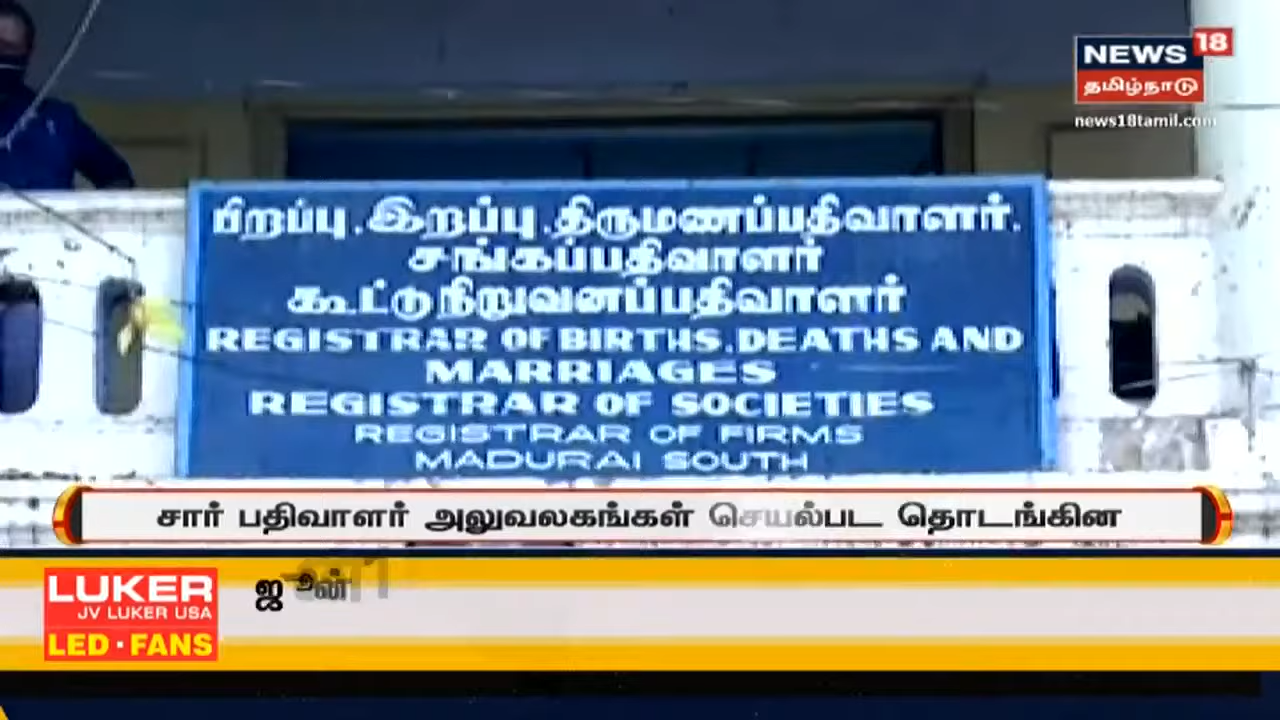 NEWS 18
தமிழ்நாடு
news18tamil.com
பிறப்பு.இறப்பு.திருமணப்பதிவாளர்.
சங்கப்பதிவாளர்
கூட்டுநிறுவனப்பதிவாளர்
REGISTRAR OF BIRTHS.DEATHS AND
MARRIAGES
REGISTRAR OF SOCIETIES
REGISTRAR OF FIRMS
MADURAI SOUTH
சார் பதிவாளர் அலுவலகங்கள் செயல்பட தொடங்கின
LUKER
JV LUKER USA
LED · FANS
ஜூன்